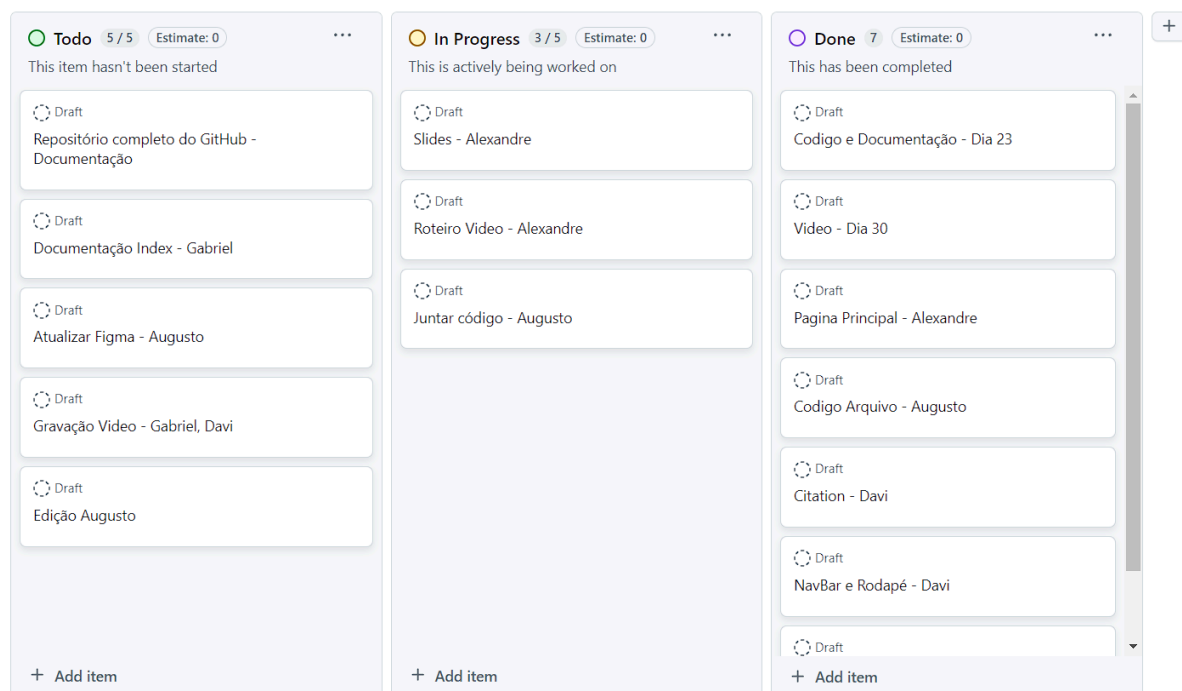 Todo 5 / 5 Estimate: 0
This item hasn't been started
Draft
Repositório completo do GitHub -
Documentação
Draft
Documentação Index - Gabriel
Draft
Atualizar Figma - Augusto
Draft
Gravação Video - Gabriel, Davi
Draft
Edição Augusto
+ Add item
In Progress 3 / 5 Estimate: 0
This is actively being worked on
Draft
Slides - Alexandre
Draft
Roteiro Video - Alexandre
Draft
Juntar código - Augusto
+ Add item
Done 7 Estimate: 0
This has been completed
Draft
Codigo e Documentação - Dia 23
Draft
Video - Dia 30
Draft
Pagina Principal - Alexandre
Draft
Codigo Arquivo - Augusto
Draft
Citation - Davi
Draft
NavBar e Rodapé - Davi
Draft
+ Add item